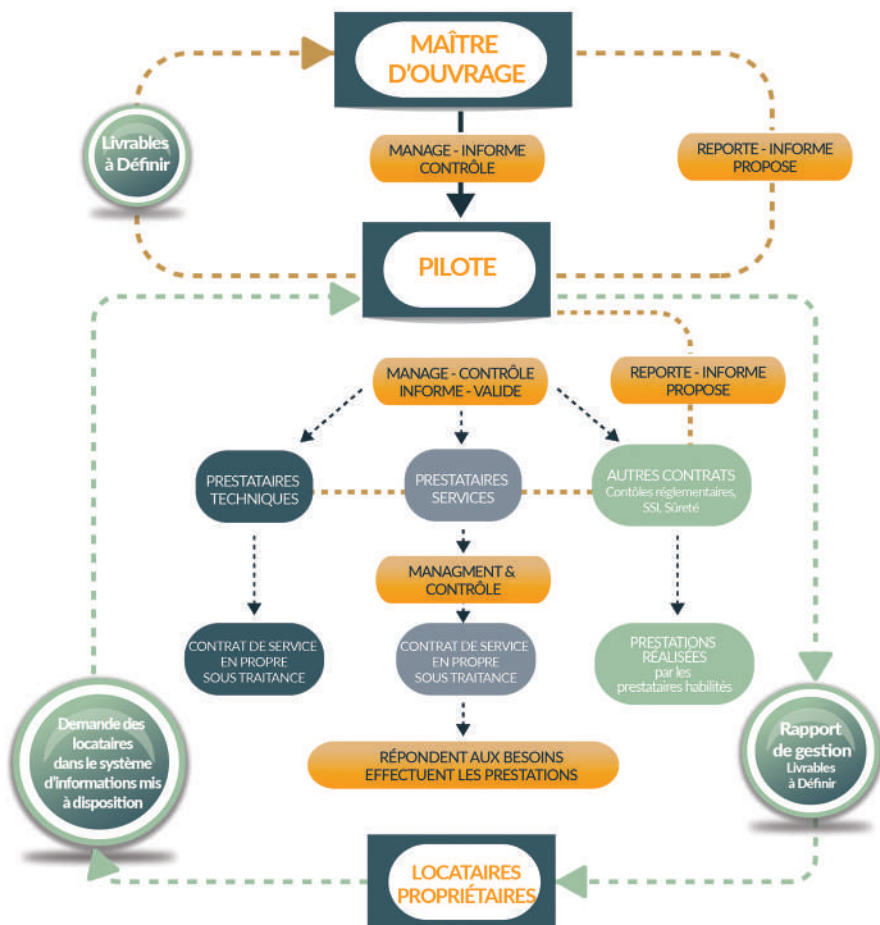 MAÎTRE
D'OUVRAGE
Livrables
à Définir
MANAGE - INFORME
CONTRÔLE
REPORTE - INFORME
PROPOSE
PILOTE
MANAGE - CONTRÔLE
INFORME - VALIDE
REPORTE - INFORME
PROPOSE
PRESTATAIRES
TECHNIQUES
PRESTATAIRES
SERVICES
AUTRES CONTRATS
Contôles réglementaires,
SSI, Sûreté
MANAGMENT &
CONTRÔLE
CONTRAT DE SERVICE
EN PROPRE
SOUS TRAITANCE
CONTRAT DE SERVICE
EN PROPRE
SOUS TRAITANCE
PRESTATIONS
RÉALISÉES
par les
prestataires habilités
Demande des
locataires
dans le système
d'informations mis
à disposition
RÉPONDENT AUX BESOINS
EFFECTUENT LES PRESTATIONS
Rapport
de gestion
Livrables
à Définir
LOCATAIRES
PROPRIÉTAIRES